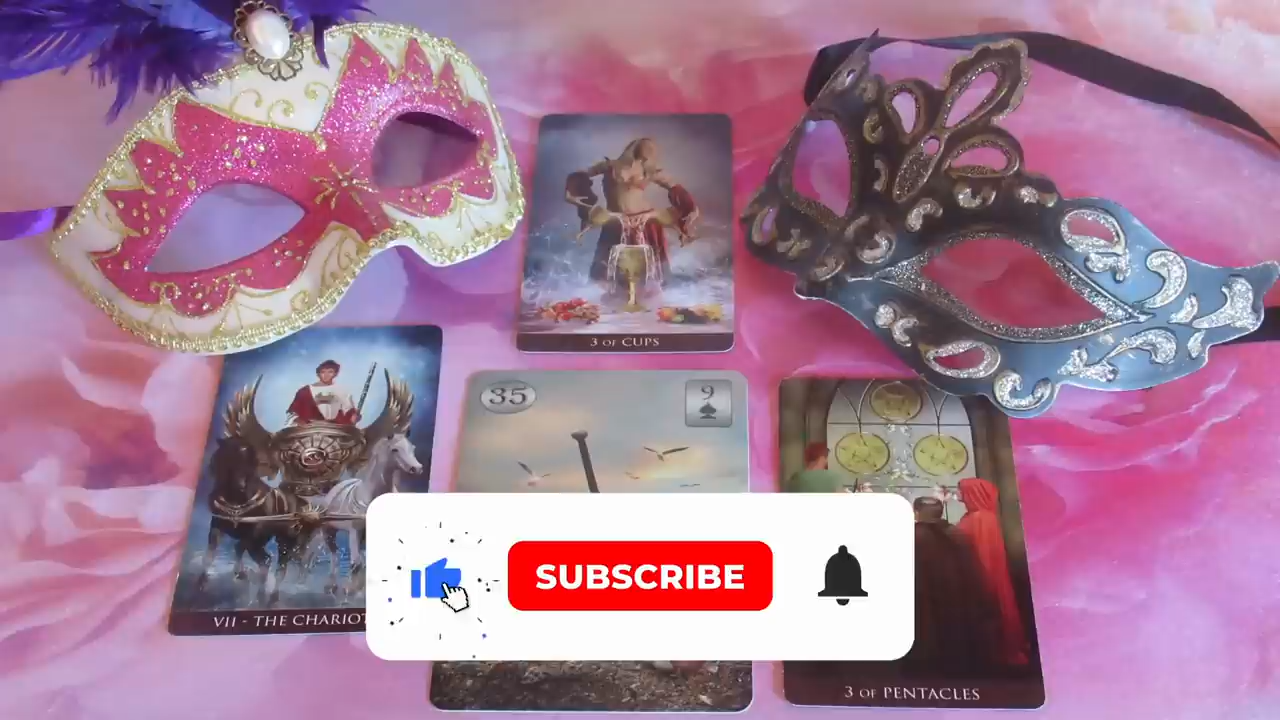 3 OF CUPS
35
9
VII - THE CHARIOT
SUBSCRIBE
3 OF PENTACLES